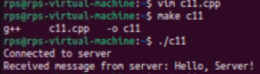 rps@rps-virtual-machine:~$ vim c11.cpp
rps@rps-virtual-machine:~$ make c11
g++     c11.cpp   -o c11
rps@rps-virtual-machine:~$ ./c11
Connected to server
Received message from server: Hello, Server!